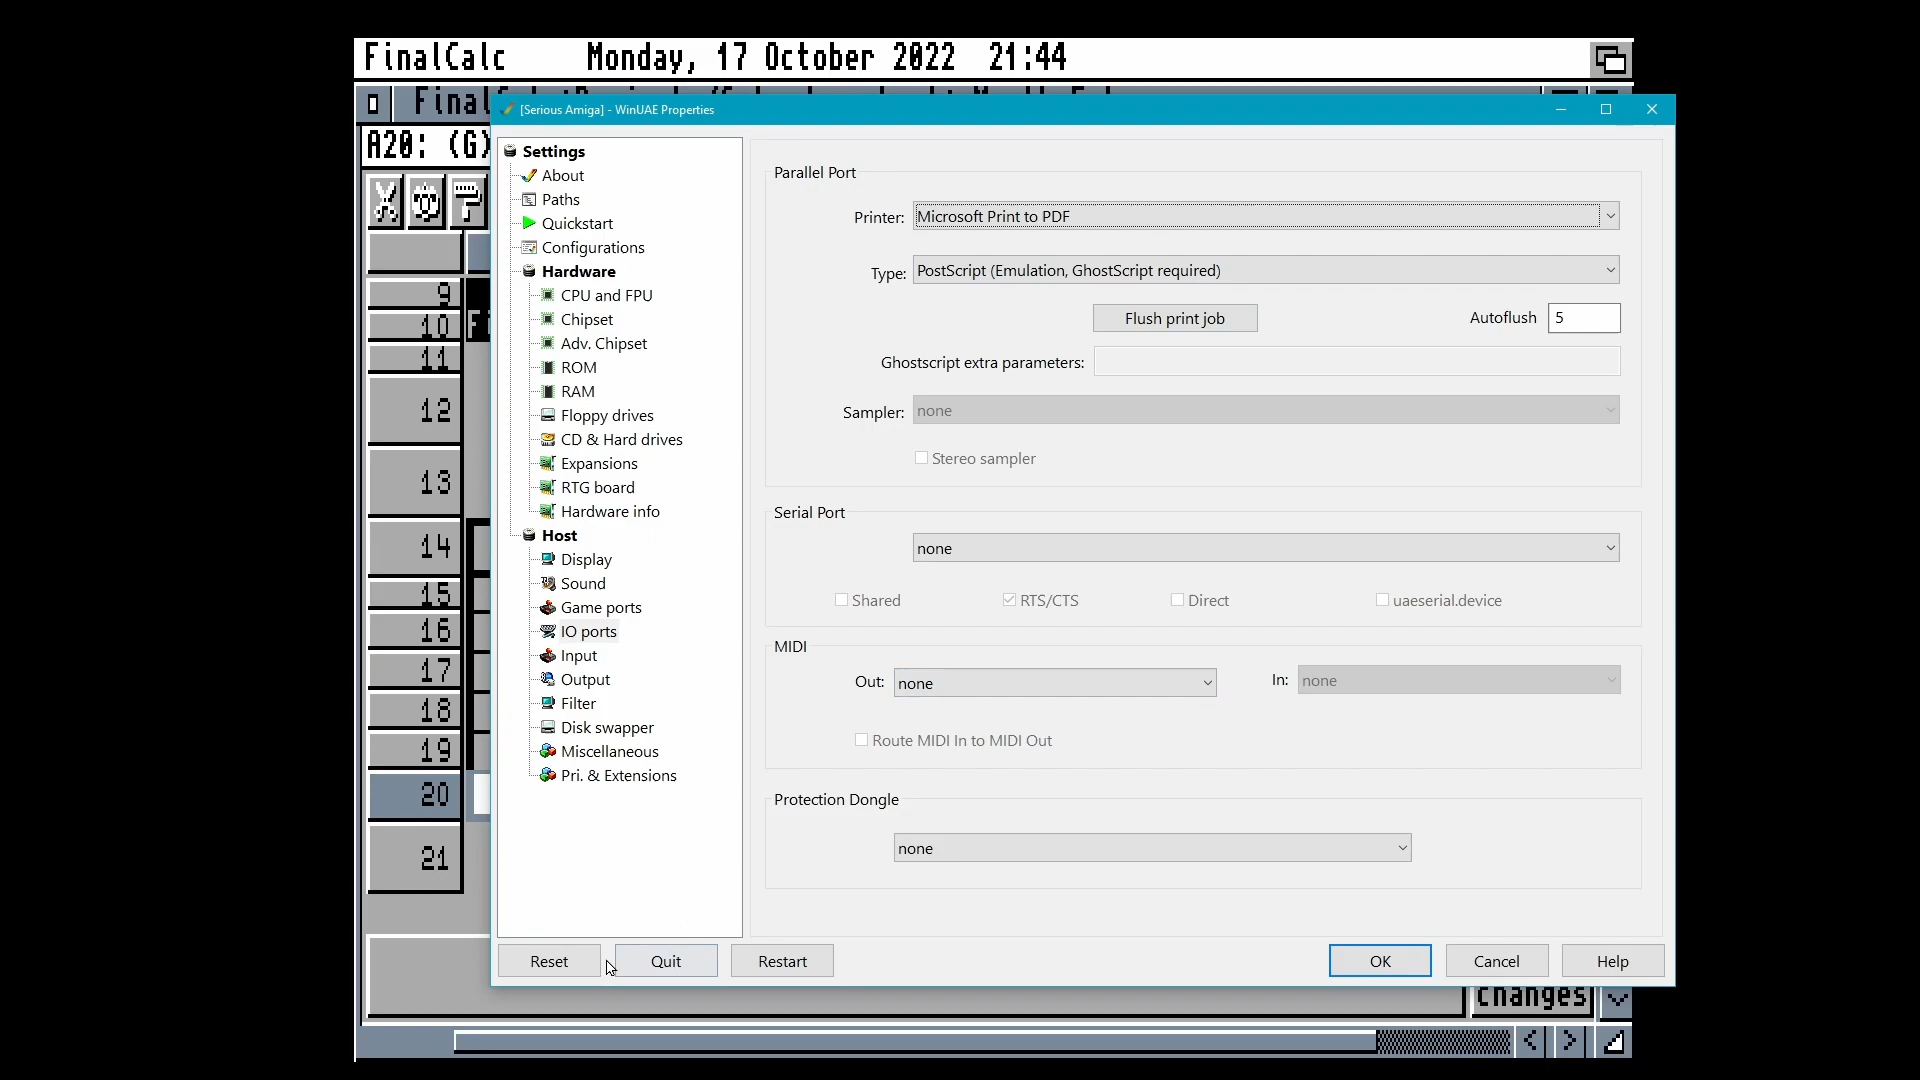 FinalCalc Monday, 17 October 2022 21:44
Final
[Serious Amiga] - WinUAE Properties
A20: (G)
Settings
About
Paths
Quickstart
Configurations
Hardware
CPU and FPU
Chipset
Adv. Chipset
ROM
RAM
Floppy drives
CD & Hard drives
Expansions
RTG board
Hardware info
Host
Display
Sound
Game ports
IO ports
Input
Output
Filter
Disk swapper
Miscellaneous
Pri. & Extensions
Parallel Port
Printer: Microsoft Print to PDF
Type: PostScript (Emulation, GhostScript required)
Flush print job Autoflush 5
Ghostscript extra parameters:
Sampler: none
Stereo sampler
Serial Port
none
Shared RTS/CTS Direct uaeserial.device
MIDI
Out: none In: none
Route MIDI In to MIDI Out
Protection Dongle
none
Reset Quit Restart OK Cancel Help
9
10
11
12
13
14
15
16
17
18
19
20
21
changes
< >